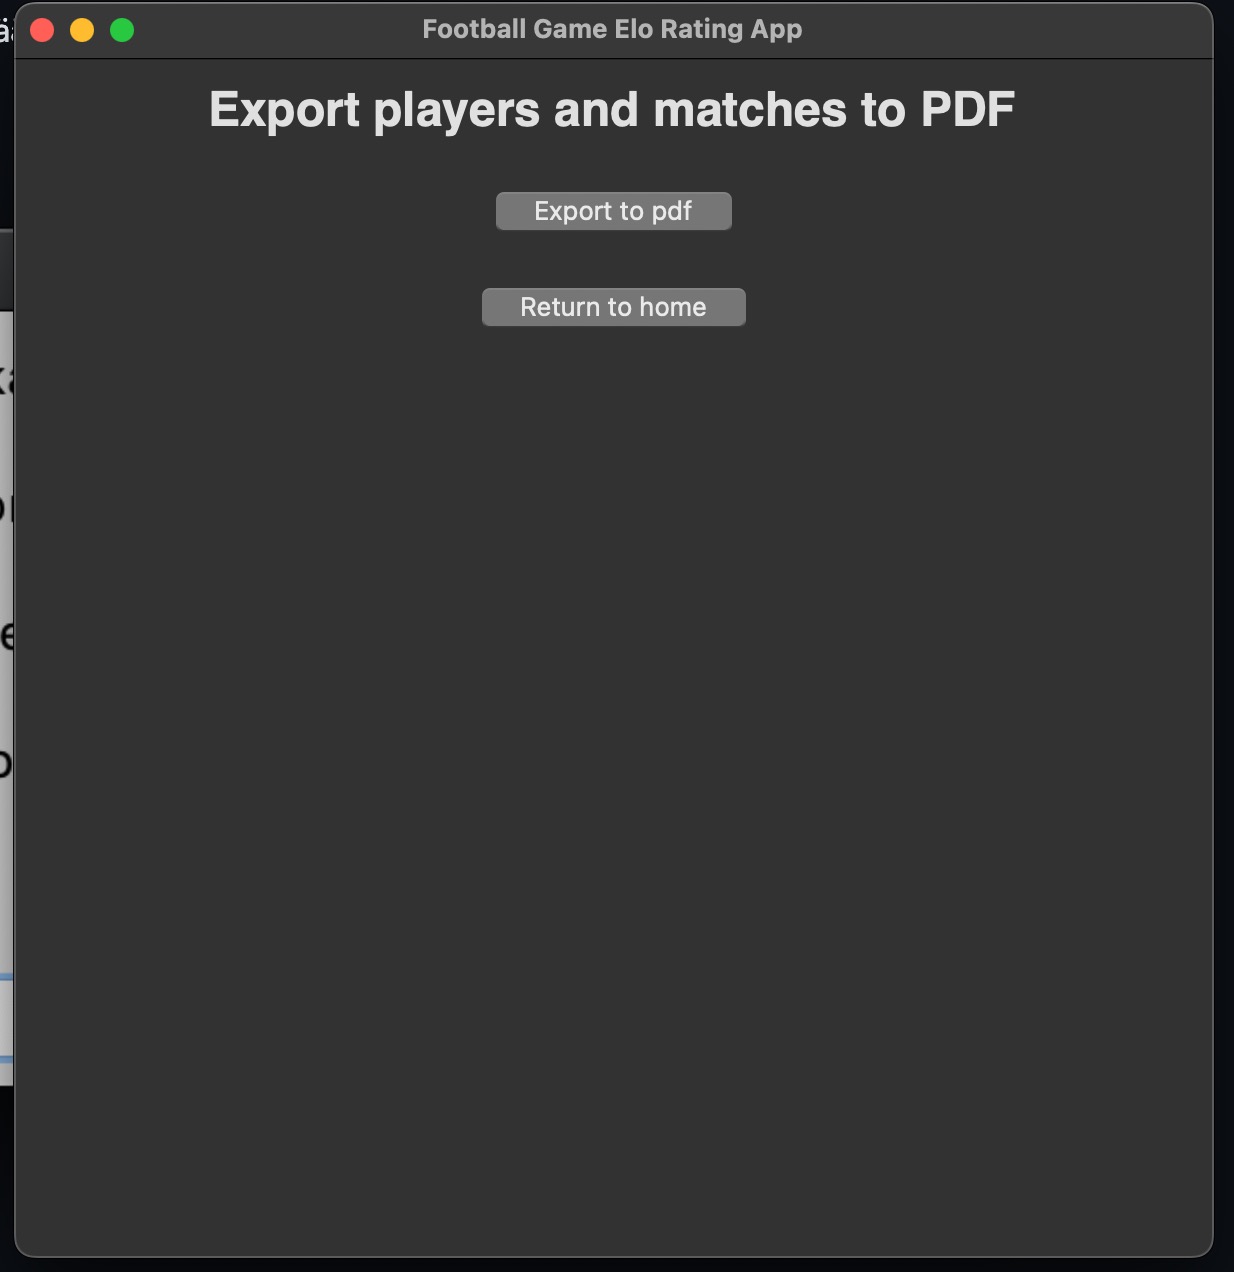 Football Game Elo Rating App
Export players and matches to PDF
Export to pdf
Return to home